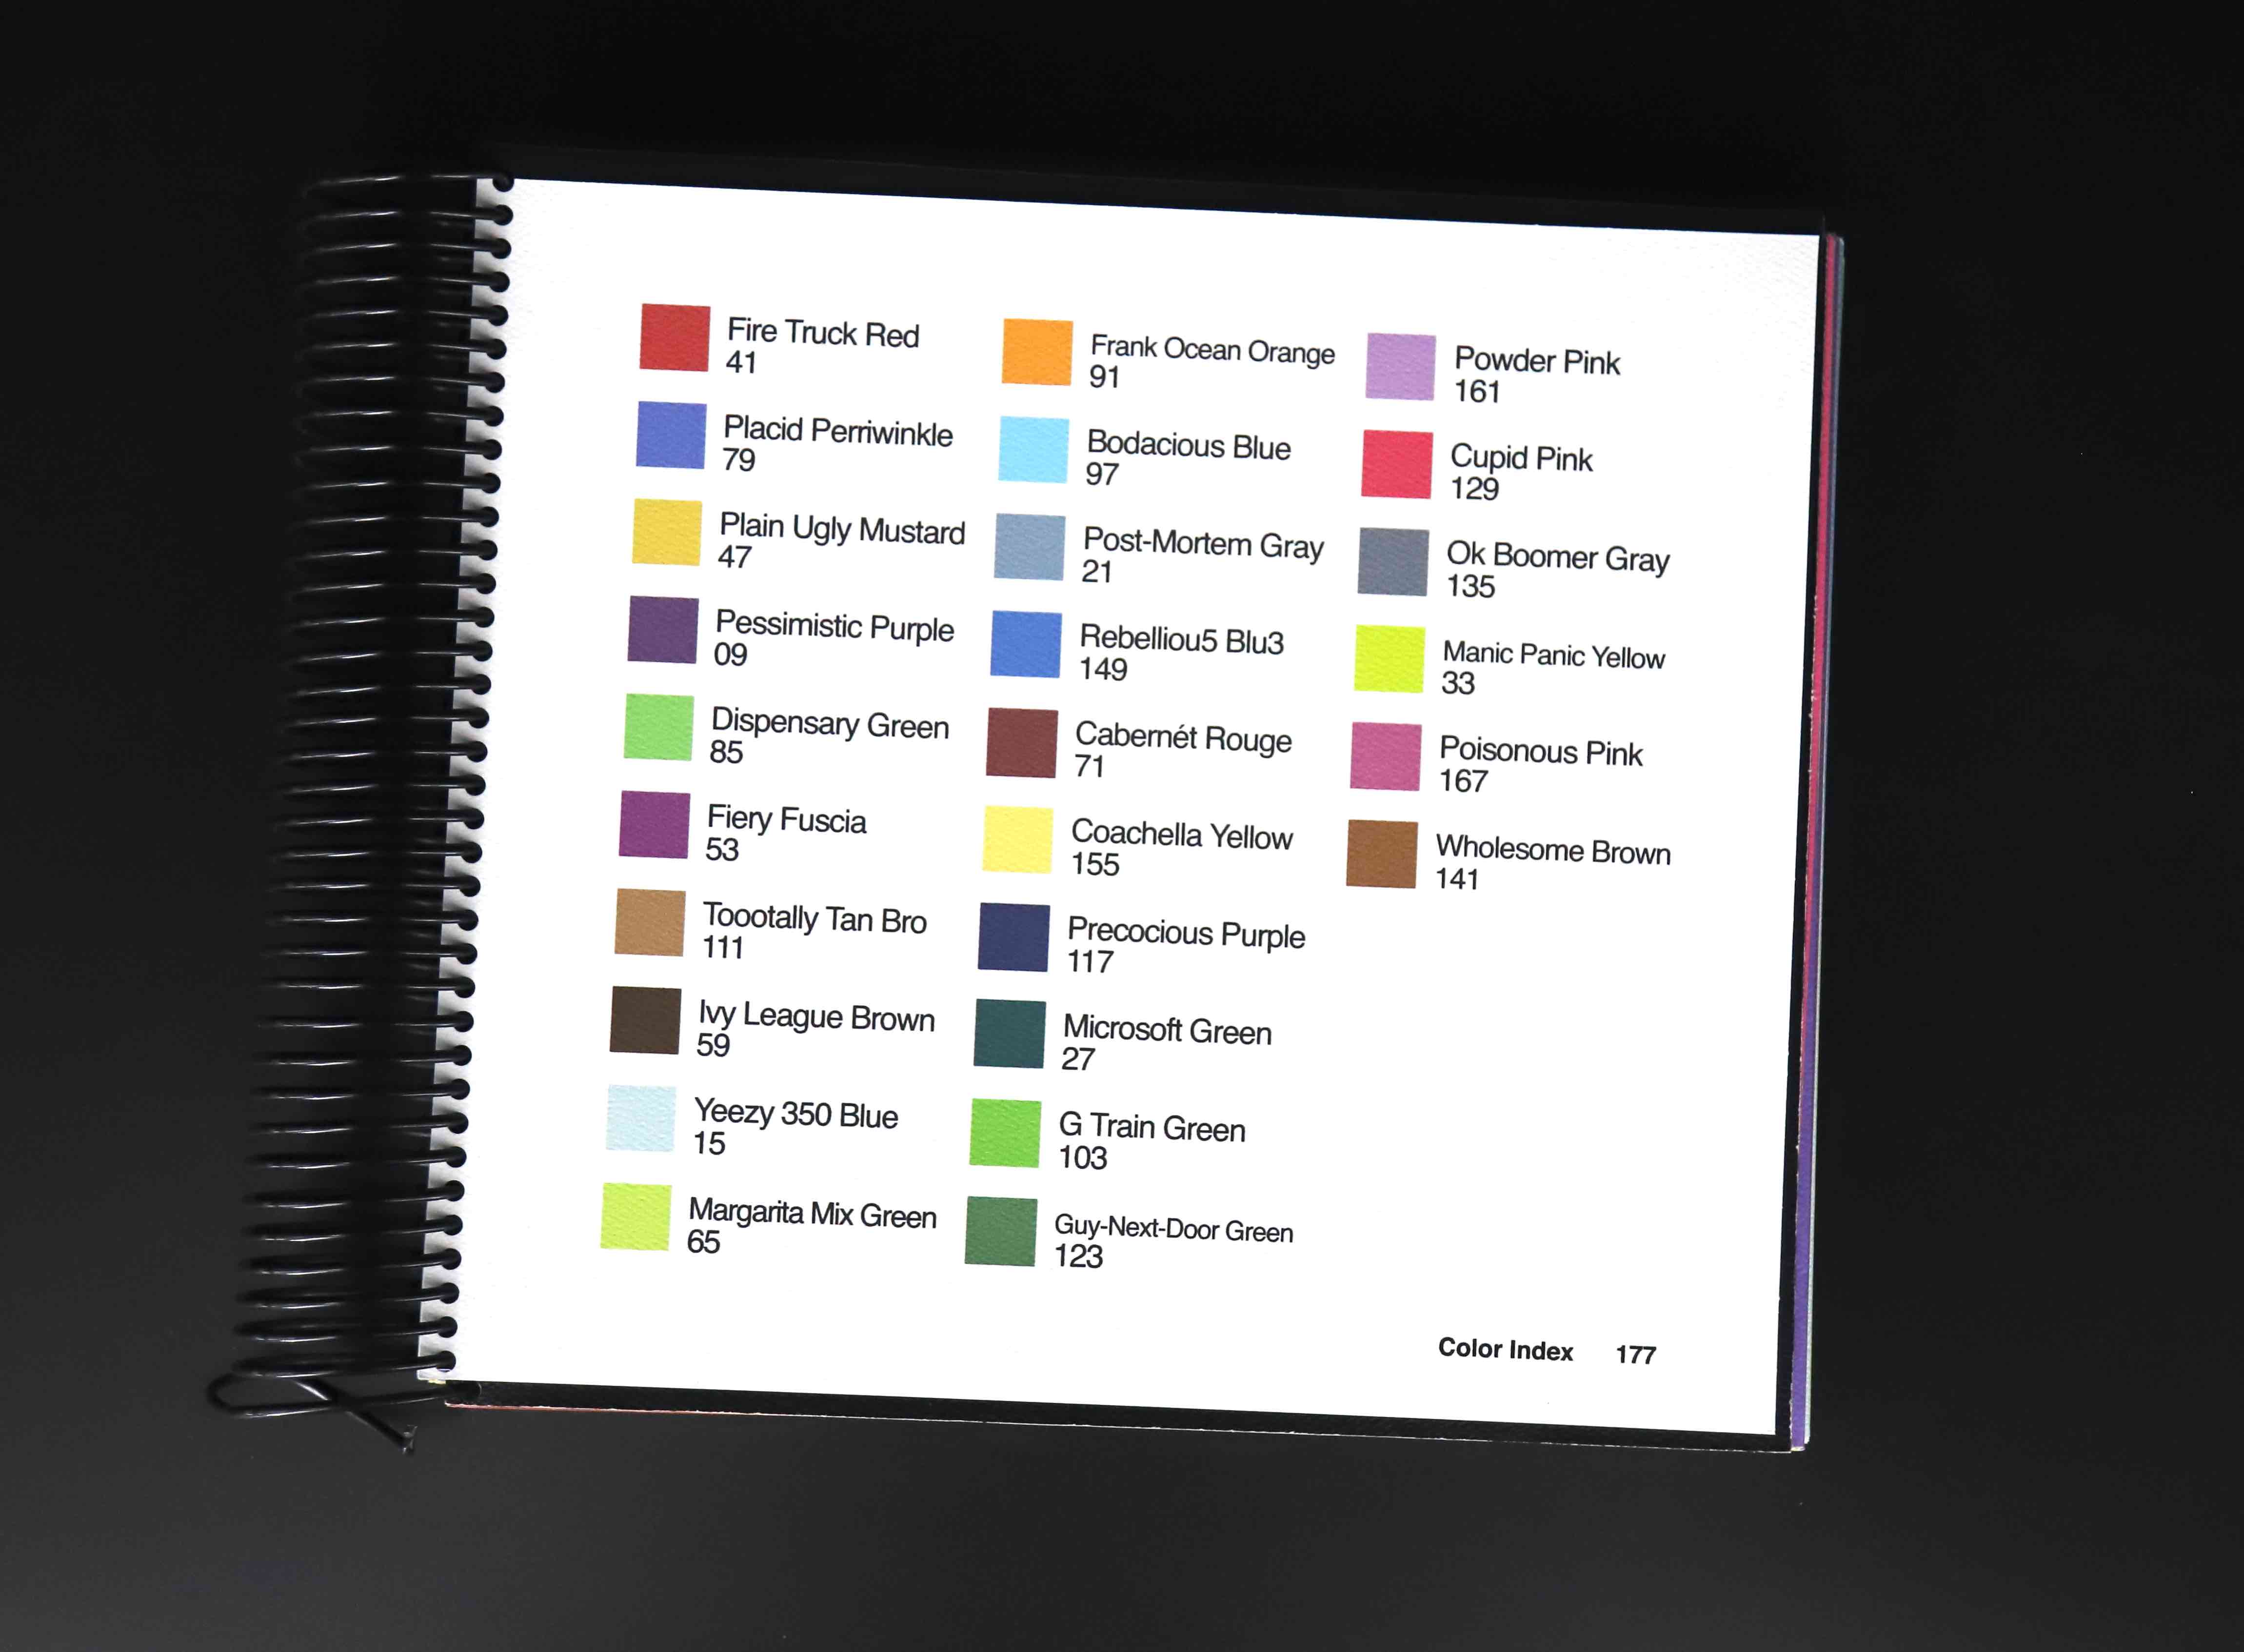 Fire Truck Red
41
Placid Perriwinkle
79
Plain Ugly Mustard
47
Pessimistic Purple
09
Dispensary Green
85
Fiery Fuscia
53
Toootally Tan Bro
111
Ivy League Brown
59
Yeezy 350 Blue
15
Margarita Mix Green
65
Frank Ocean Orange
91
Bodacious Blue
97
Post-Mortem Gray
21
Rebelliou5 Blu3
149
Cabernét Rouge
71
Coachella Yellow
155
Precocious Purple
117
Microsoft Green
27
G Train Green
103
Guy-Next-Door Green
123
Powder Pink
161
Cupid Pink
129
Ok Boomer Gray
135
Manic Panic Yellow
33
Poisonous Pink
167
Wholesome Brown
141
Color Index 177